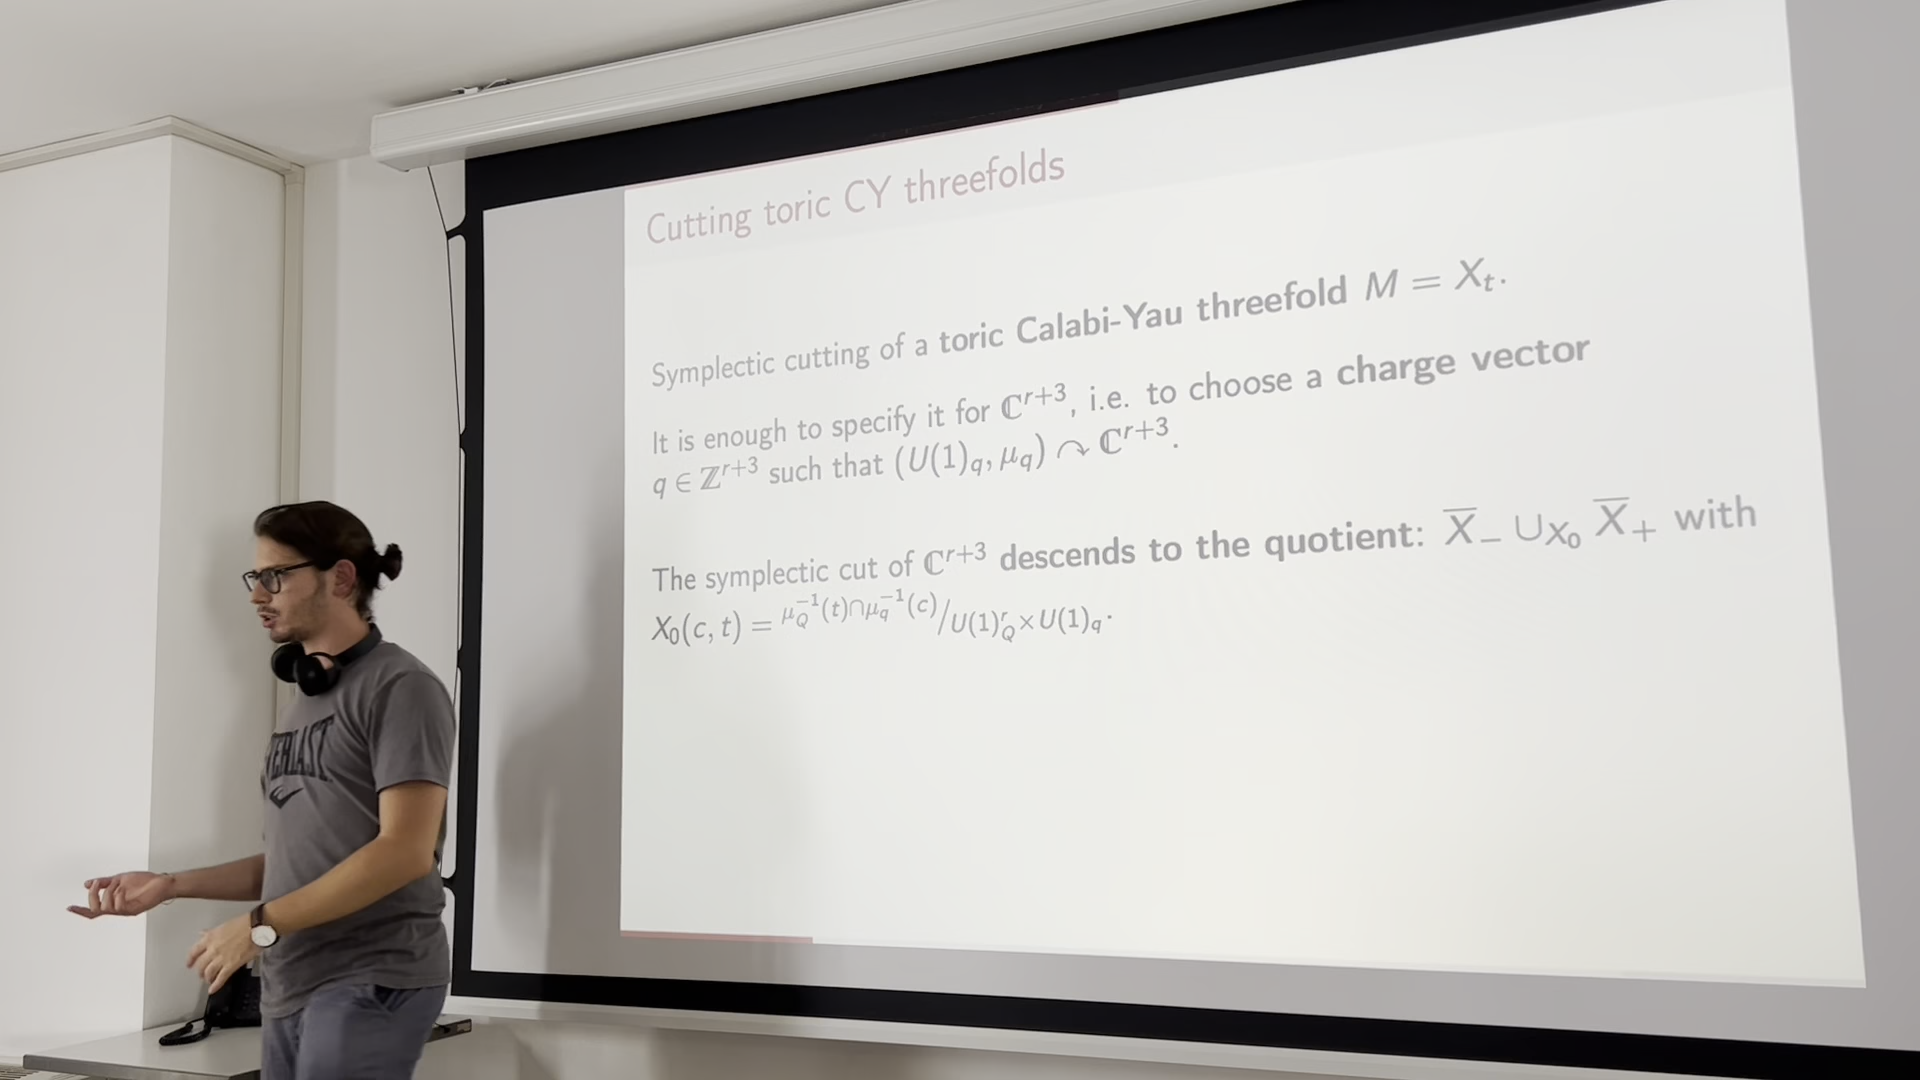 Cutting toric CY threefolds
Symplectic cutting of a toric Calabi-Yau threefold M = X_t.
It is enough to specify it for ℂ^{r+3}, i.e. to choose a charge vector
q ∈ ℤ^{r+3} such that (U(1)_q, μ_q) ↷ ℂ^{r+3}.
The symplectic cut of ℂ^{r+3} descends to the quotient: X̅_− ∪_{X_0} X̅_+ with
X_0(c, t) = μ_Q^{-1}(t)∩μ_q^{-1}(c)/U(1)_Q^r×U(1)_q.